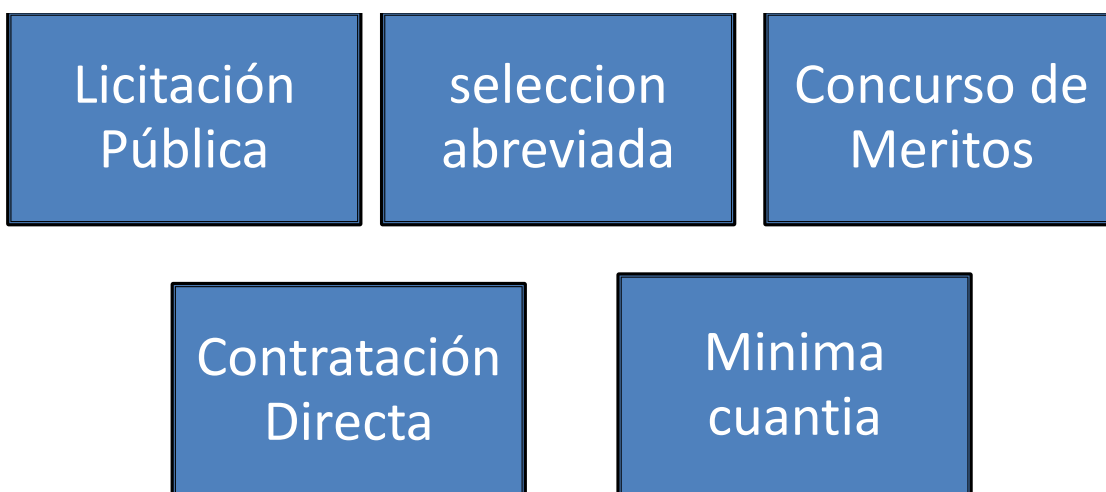 Licitación
Pública
seleccion
abreviada
Concurso de
Meritos
Contratación
Directa
Minima
cuantia